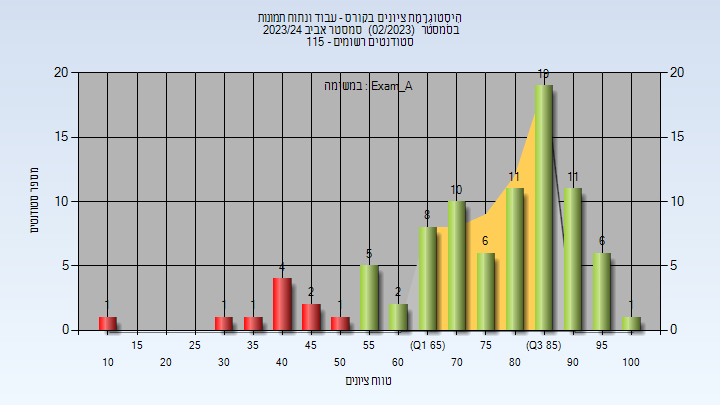 היסטוגרמת ציונים בקורס - עבוד ונתוח תמונות
בסמסטר (02/2023) סמסטר אביב 2023/24
סטודנטים רשומים - 115
במשימה : Exam_A
מספר סטודנטים
20 20
15 15
10 10
5 5
0 0
1 1 1 4 2 1 5 2 8 10 6 11 19 11 6 1
15 25 35 45 55 (Q1 65) 75 (Q3 85) 95
10 20 30 40 50 60 70 80 90 100
טווח ציונים